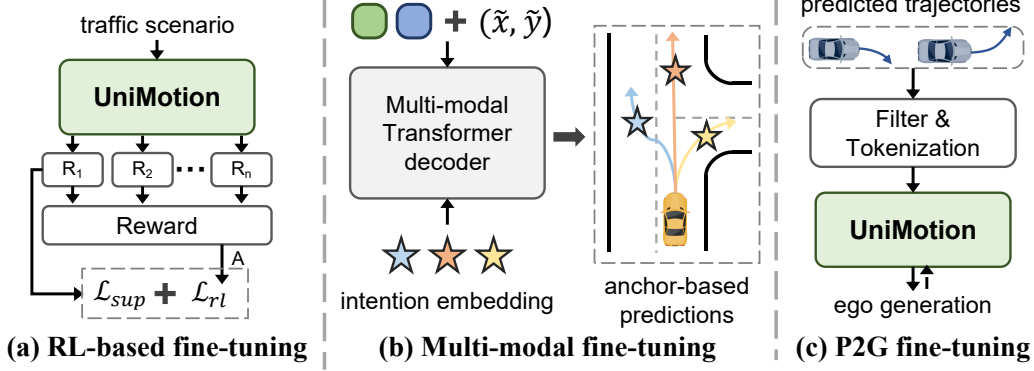 traffic scenario
UniMotion
R1 R2 ··· Rn
Reward
A
ℒsup + ℒrl
(a) RL-based fine-tuning
+ (x̃, ỹ)
Multi-modal
Transformer
decoder
intention embedding
anchor-based
predictions
(b) Multi-modal fine-tuning
predicted trajectories
Filter &
Tokenization
UniMotion
ego generation
(c) P2G fine-tuning